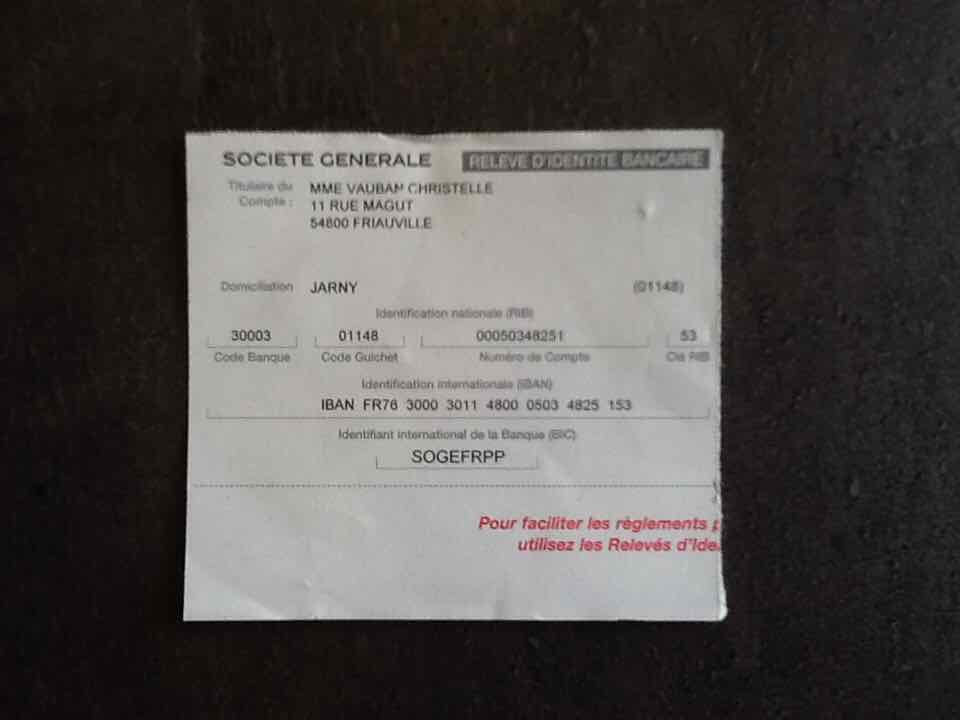 SOCIETE GENERALE RELEVE D'IDENTITE BANCAIRE
Titulaire du MME VAUBAN CHRISTELLE
Compte : 11 RUE MAGUT
54800 FRIAUVILLE
Domiciliation JARNY (01148)
Identification nationale (RIB)
30003 01148 00050348251 53
Code Banque Code Guichet Numéro de Compte Clé RIB
Identification internationale (IBAN)
IBAN FR76 3000 3011 4800 0503 4825 153
Identifiant international de la Banque (BIC)
SOGEFRPP
Pour faciliter les règlements
utilisez les Relevés